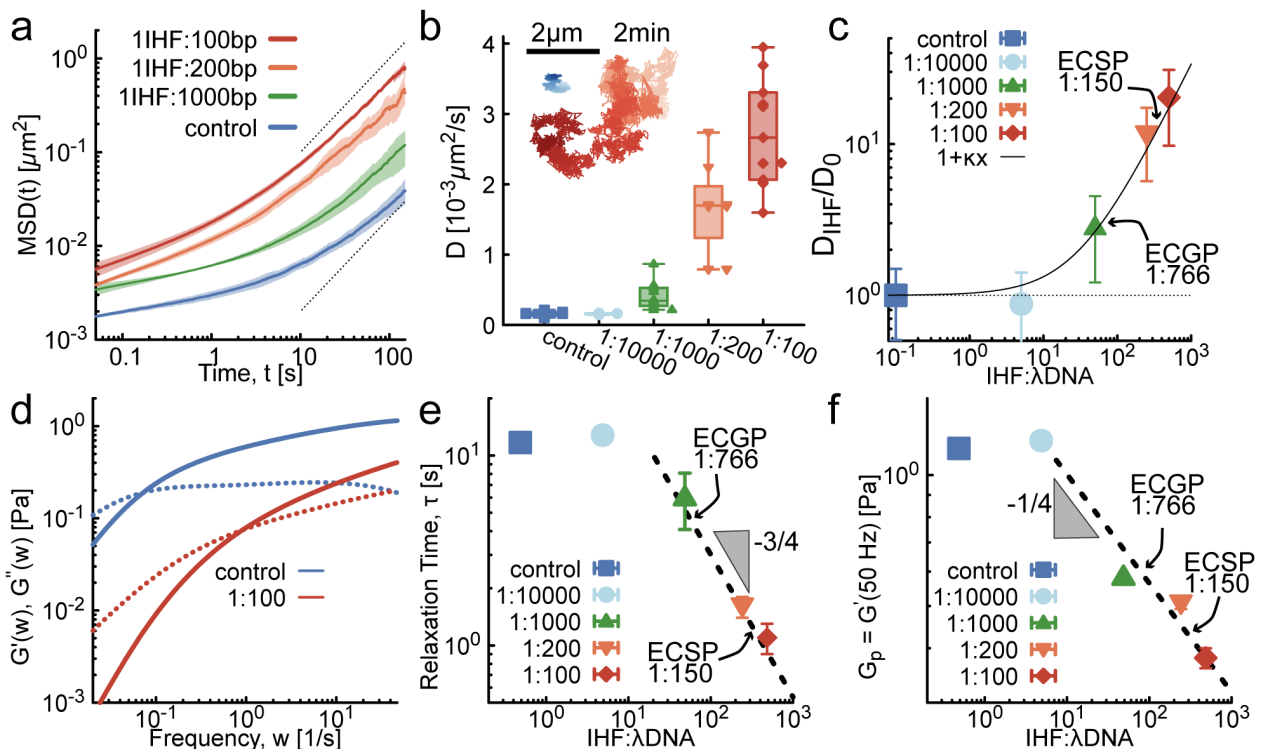 a
MSD(t) [μm²]
10⁰
10⁻¹
10⁻²
10⁻³
1IHF:100bp
1IHF:200bp
1IHF:1000bp
control
0.1
1
10
100
Time, t [s]
b
D [10⁻³μm²/s]
4
3
2
1
0
2μm
2min
control
1:10000
1:1000
1:200
1:100
c
D_IHF/D₀
10¹
10⁰
control
1:10000
1:1000
1:200
1:100
1+κx
ECSP
1:150
ECGP
1:766
10⁻¹
10⁰
10¹
10²
10³
IHF:λDNA
d
G'(w), G"(w) [Pa]
10⁰
10⁻¹
10⁻²
10⁻³
control
1:100
10⁻¹
10⁰
10¹
Frequency, w [1/s]
e
Relaxation Time, τ [s]
10¹
10⁰
ECGP
1:766
-3/4
control
1:10000
1:1000
1:200
1:100
ECSP
1:150
10⁰
10¹
10²
10³
IHF:λDNA
f
Gₚ = G'(50 Hz) [Pa]
10⁰
-1/4
ECGP
1:766
ECSP
1:150
control
1:10000
1:1000
1:200
1:100
10⁰
10¹
10²
10³
IHF:λDNA